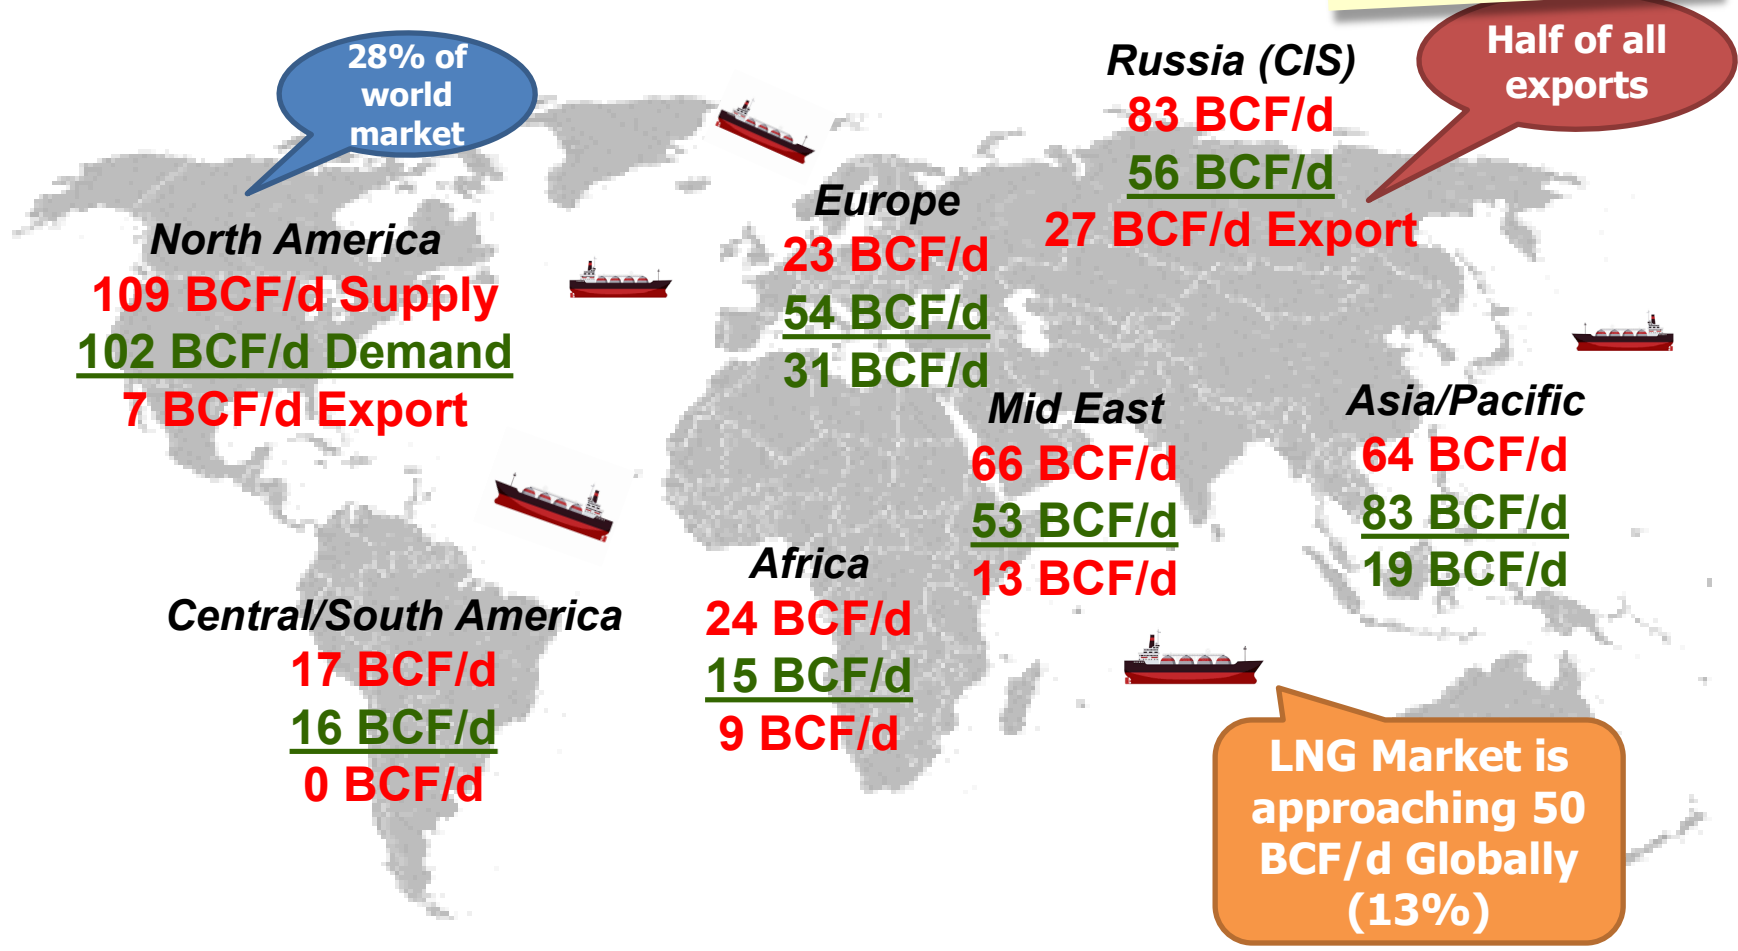 28% of
world
market
North America
109 BCF/d Supply
102 BCF/d Demand
7 BCF/d Export
Central/South America
17 BCF/d
16 BCF/d
0 BCF/d
Europe
23 BCF/d
54 BCF/d
31 BCF/d
Africa
24 BCF/d
15 BCF/d
9 BCF/d
Russia (CIS)
83 BCF/d
56 BCF/d
27 BCF/d Export
Half of all
exports
Mid East
66 BCF/d
53 BCF/d
13 BCF/d
Asia/Pacific
64 BCF/d
83 BCF/d
19 BCF/d
LNG Market is
approaching 50
BCF/d Globally
(13%)